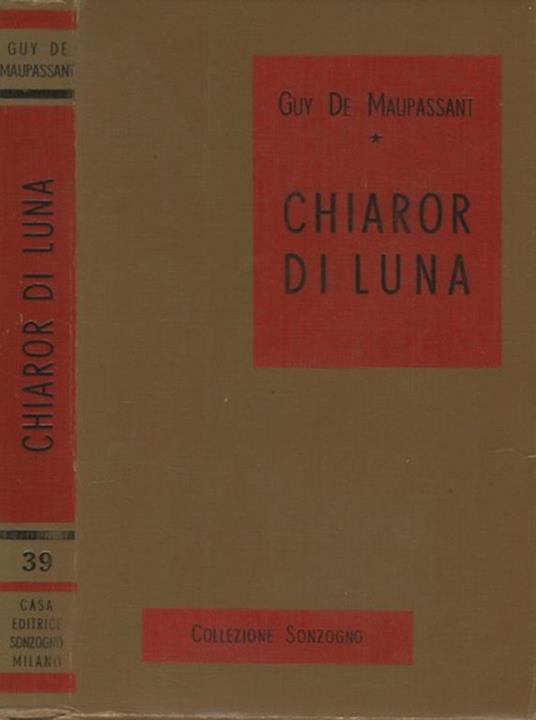 GUY DE
MAUPASSANT
CHIAROR DI LUNA
39
CASA
EDITRICE
SONZOGNO
MILANO
GUY DE MAUPASSANT
*
CHIAROR
DI LUNA
COLLEZIONE SONZOGNO